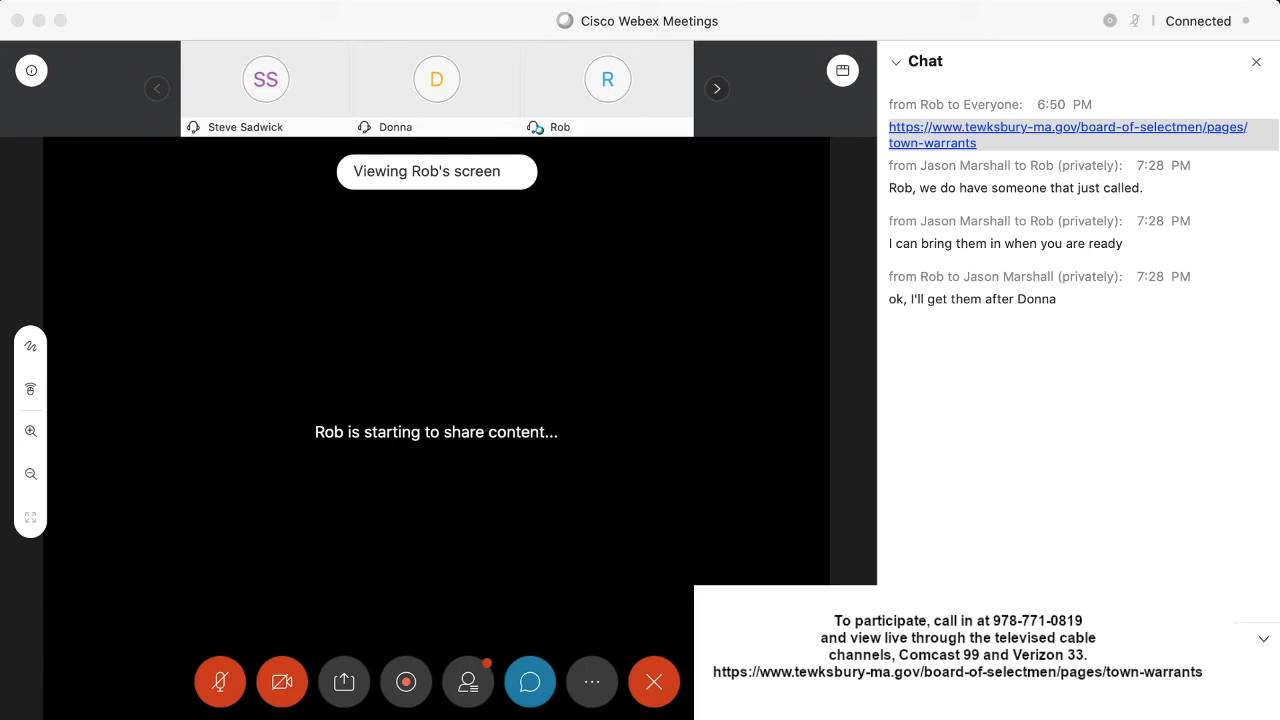 Cisco Webex Meetings
Connected
SS
D
R
Steve Sadwick
Donna
Rob
Viewing Rob's screen
Rob is starting to share content...
Chat
from Rob to Everyone: 6:50 PM
https://www.tewksbury-ma.gov/board-of-selectmen/pages/
town-warrants
from Jason Marshall to Rob (privately): 7:28 PM
Rob, we do have someone that just called.
from Jason Marshall to Rob (privately): 7:28 PM
I can bring them in when you are ready
from Rob to Jason Marshall (privately): 7:28 PM
ok, I'll get them after Donna
To participate, call in at 978-771-0819
and view live through the televised cable
channels, Comcast 99 and Verizon 33.
https://www.tewksbury-ma.gov/board-of-selectmen/pages/town-warrants